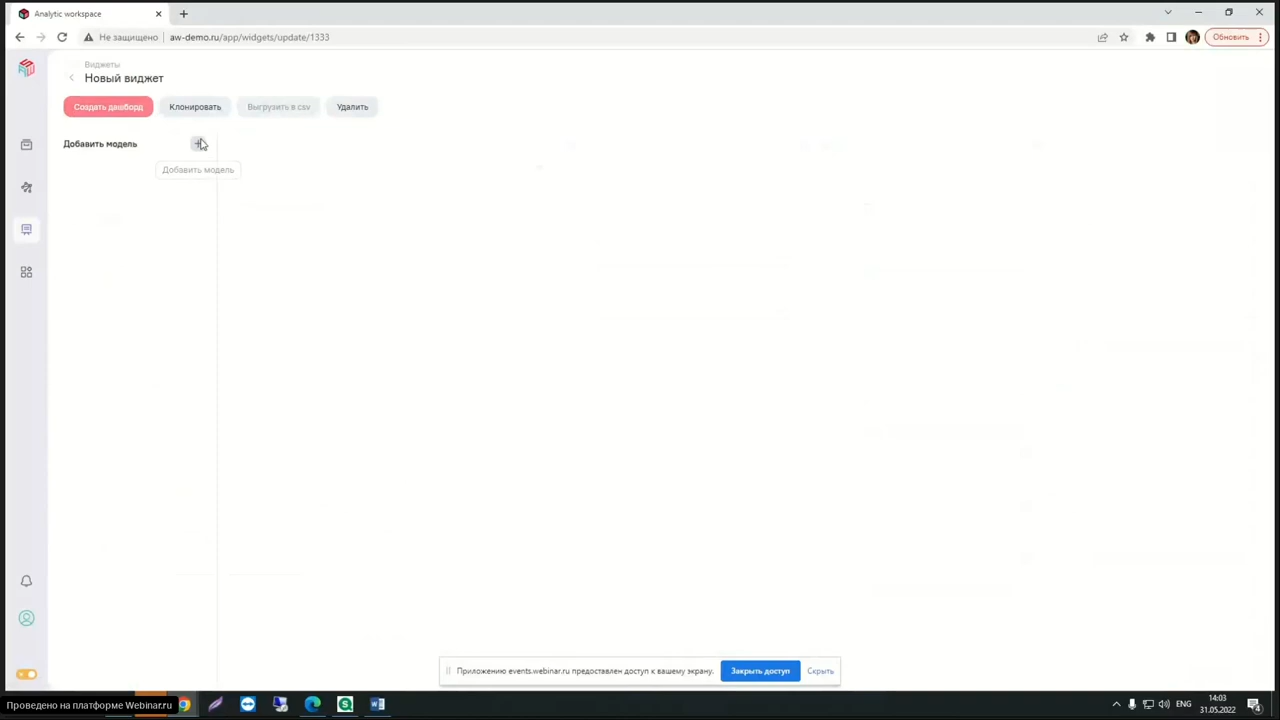 Analytic workspace
Не защищено
aw-demo.ru/app/widgets/update/1333
Обновить
Виджеты
Новый виджет
Создать дашборд
Клонировать
Выгрузить в csv
Удалить
Добавить модель
Добавить модель
Приложению events.webinar.ru предоставлен доступ к вашему экрану.
Закрыть доступ
Скрыть
Проведено на платформе Webinar.ru
ENG
14:03
31.05.2022
4